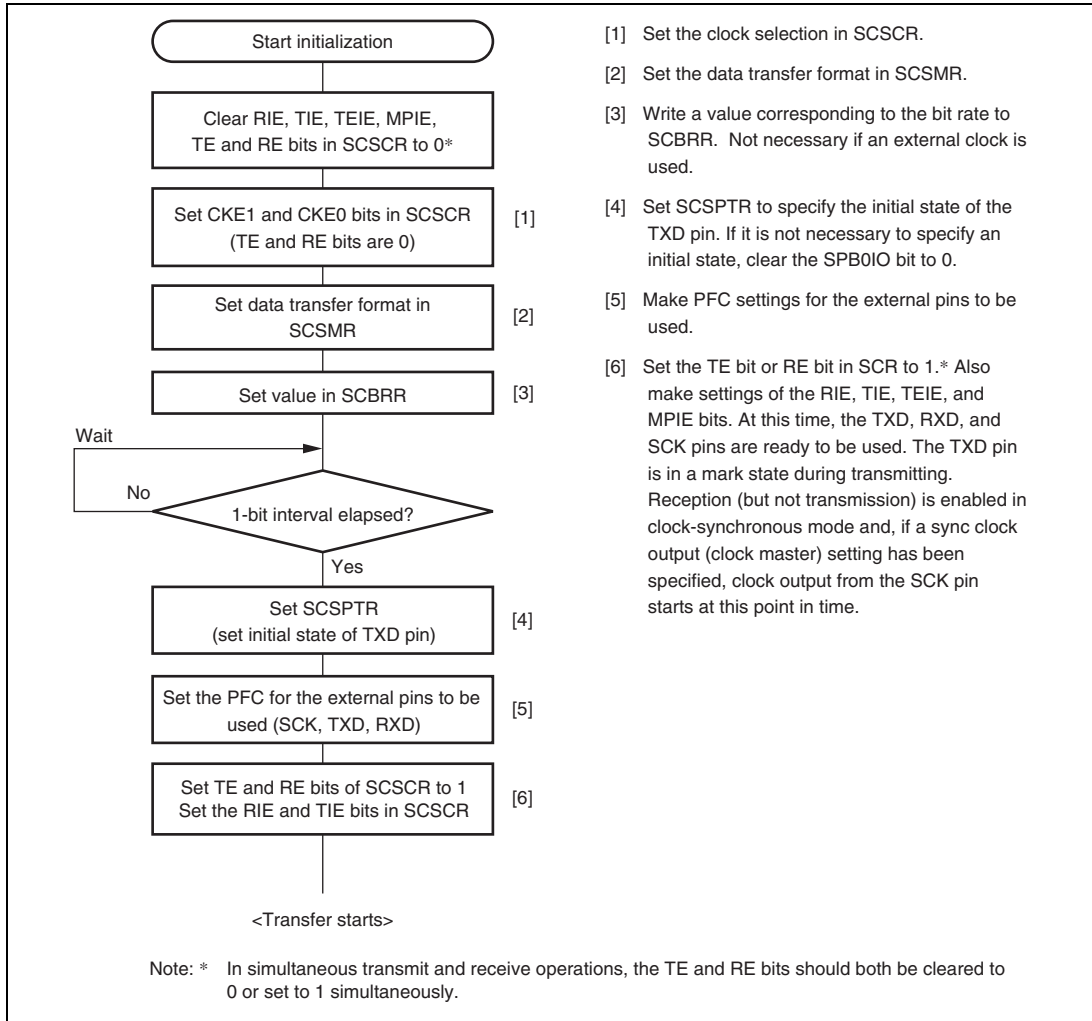 Start initialization
Clear RIE, TIE, TEIE, MPIE,
TE and RE bits in SCSCR to 0*
Set CKE1 and CKE0 bits in SCSCR
(TE and RE bits are 0)
[1]
Set data transfer format in
SCSMR
[2]
Set value in SCBRR
[3]
Wait
No
1-bit interval elapsed?
Yes
Set SCSPTR
(set initial state of TXD pin)
[4]
Set the PFC for the external pins to be
used (SCK, TXD, RXD)
[5]
Set TE and RE bits of SCSCR to 1
Set the RIE and TIE bits in SCSCR
[6]
<Transfer starts>
[1] Set the clock selection in SCSCR.
[2] Set the data transfer format in SCSMR.
[3] Write a value corresponding to the bit rate to
SCBRR. Not necessary if an external clock is
used.
[4] Set SCSPTR to specify the initial state of the
TXD pin. If it is not necessary to specify an
initial state, clear the SPB0IO bit to 0.
[5] Make PFC settings for the external pins to be
used.
[6] Set the TE bit or RE bit in SCR to 1.* Also
make settings of the RIE, TIE, TEIE, and
MPIE bits. At this time, the TXD, RXD, and
SCK pins are ready to be used. The TXD pin
is in a mark state during transmitting.
Reception (but not transmission) is enabled in
clock-synchronous mode and, if a sync clock
output (clock master) setting has been
specified, clock output from the SCK pin
starts at this point in time.
Note: * In simultaneous transmit and receive operations, the TE and RE bits should both be cleared to
0 or set to 1 simultaneously.